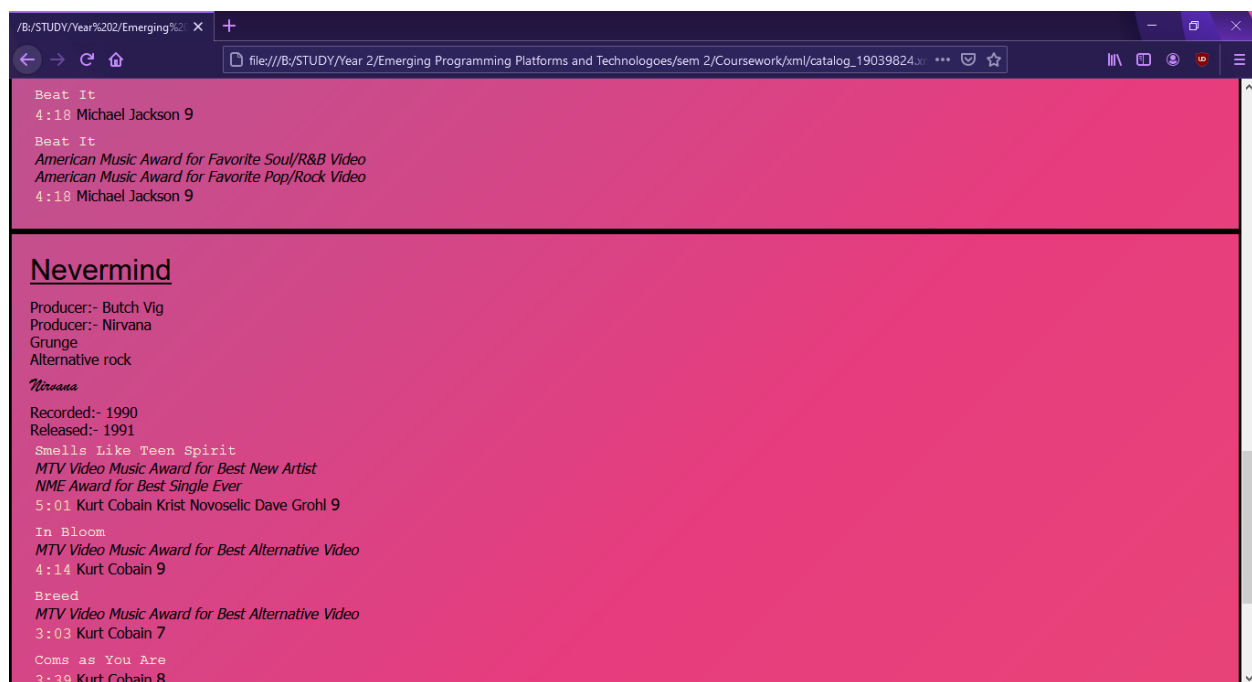 /B:/STUDY/Year%202/Emerging%20
file:///B:/STUDY/Year 2/Emerging Programming Platforms and Technologoes/sem 2/Coursework/xml/catalog_19039824.x
Beat It
4:18 Michael Jackson 9
Beat It
American Music Award for Favorite Soul/R&B Video
American Music Award for Favorite Pop/Rock Video
4:18 Michael Jackson 9
Nevermind
Producer:- Butch Vig
Producer:- Nirvana
Grunge
Alternative rock
Nirvana
Recorded:- 1990
Released:- 1991
Smells Like Teen Spirit
MTV Video Music Award for Best New Artist
NME Award for Best Single Ever
5:01 Kurt Cobain Krist Novoselic Dave Grohl 9
In Bloom
MTV Video Music Award for Best Alternative Video
4:14 Kurt Cobain 9
Breed
MTV Video Music Award for Best Alternative Video
3:03 Kurt Cobain 7
Coms as You Are
3:39 Kurt Cobain 8